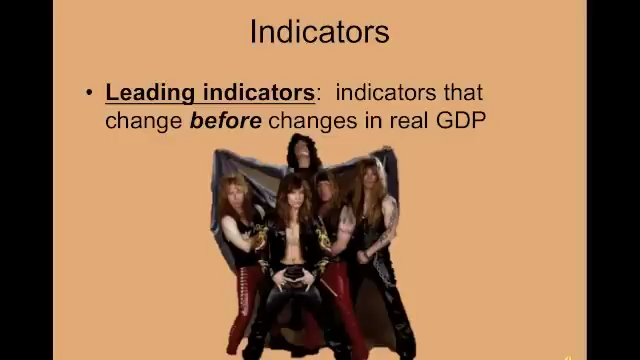 Indicators
• Leading indicators: indicators that
change before changes in real GDP